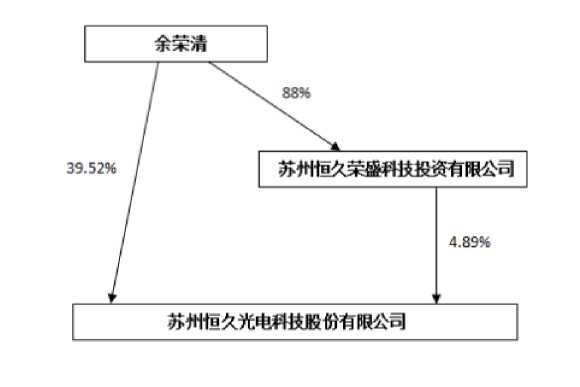 余荣清
88%
39.52%
苏州恒久荣盛科技投资有限公司
4.89%
苏州恒久光电科技股份有限公司